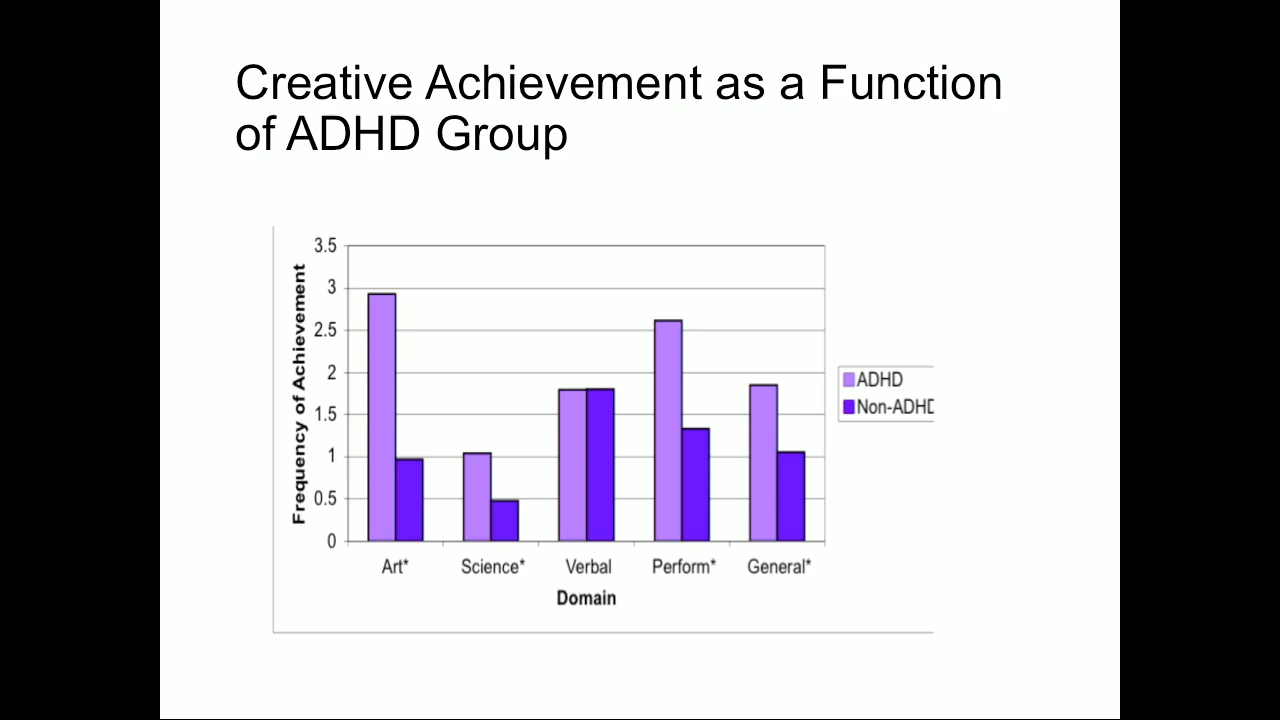 Creative Achievement as a Function
of ADHD Group
Frequency of Achievement
3.5
3
2.5
2
1.5
1
0.5
0
Art* Science* Verbal Perform* General*
Domain
ADHD
Non-ADHD